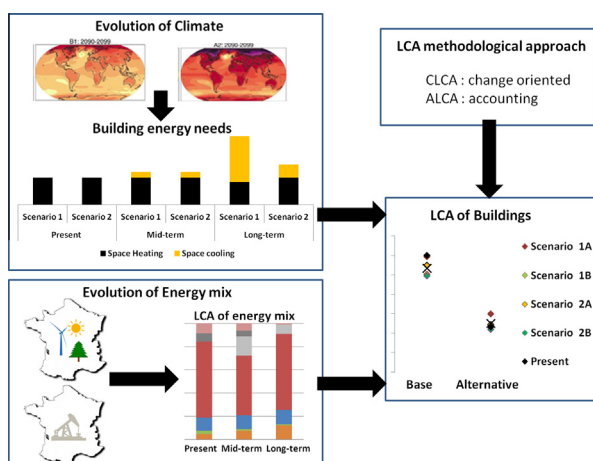 Evolution of Climate
B1: 2090-2099
A2: 2090-2099
Building energy needs
Scenario 1
Scenario 2
Scenario 1
Scenario 2
Scenario 1
Scenario 2
Present
Mid-term
Long-term
Space Heating
Space cooling
LCA methodological approach
CLCA : change oriented
ALCA : accounting
LCA of Buildings
Scenario 1A
Scenario 1B
Scenario 2A
Scenario 2B
Present
Base
Alternative
Evolution of Energy mix
LCA of energy mix
Present
Mid-term
Long-term